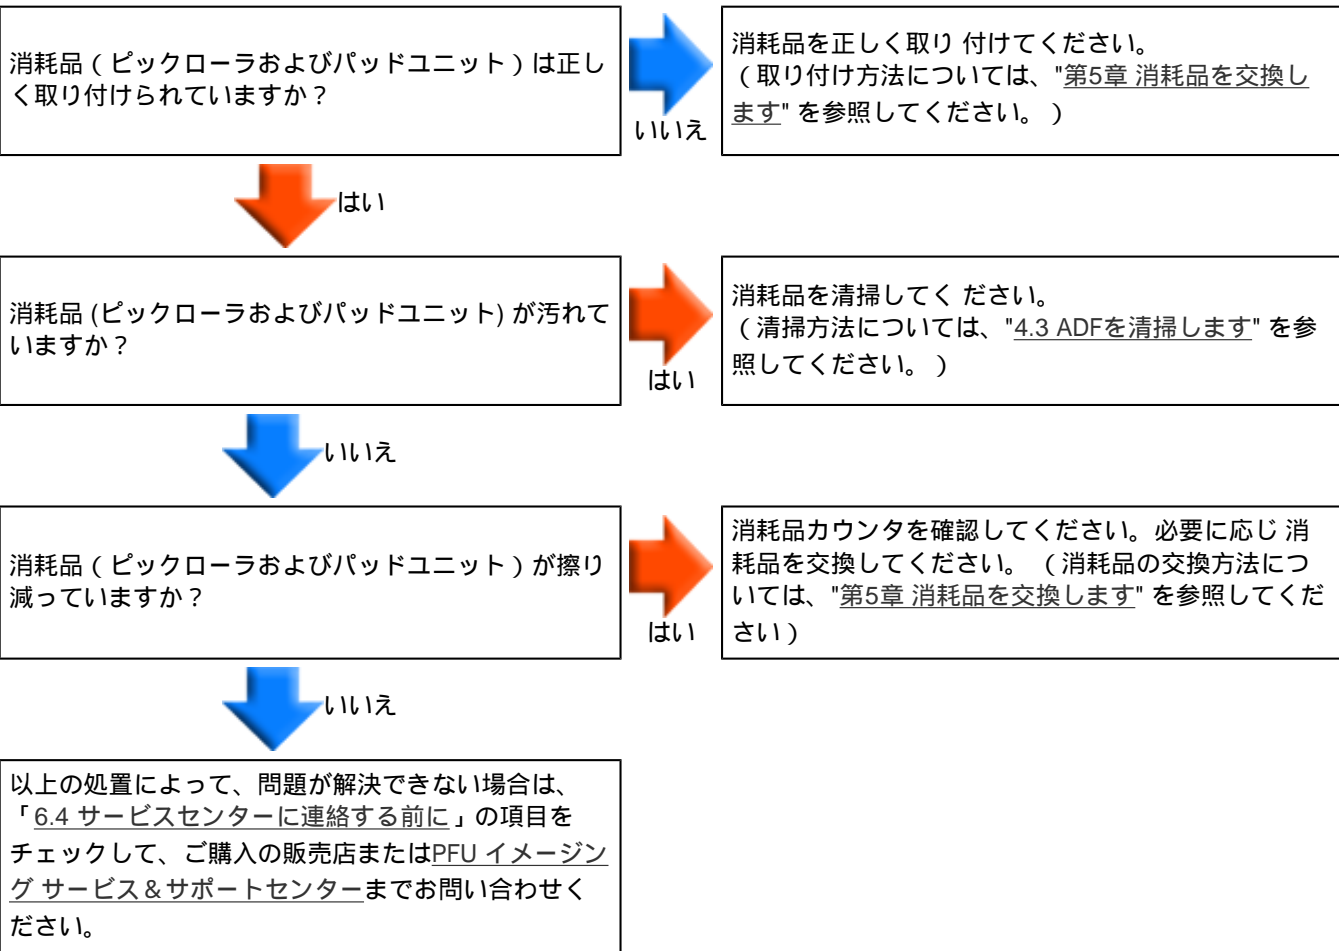 消耗品（ピックローラおよびパッドユニット）は正し
く取り付けられていますか？
いいえ
消耗品を正しく取り 付けてください。
（取り付け方法については、"第5章 消耗品を交換し
ます" を参照してください。）
はい
消耗品 (ピックローラおよびパッドユニット) が汚れて
いますか？
はい
消耗品を清掃してく ださい。
（清掃方法については、"4.3 ADFを清掃します" を参
照してください。）
いいえ
消耗品（ピックローラおよびパッドユニット）が擦り
減っていますか？
はい
消耗品カウンタを確認してください。必要に応じ 消
耗品を交換してください。 （消耗品の交換方法につ
いては、"第5章 消耗品を交換します" を参照してくだ
さい）
いいえ
以上の処置によって、問題が解決できない場合は、
「6.4 サービスセンターに連絡する前に」の項目を
チェックして、ご購入の販売店またはPFU イメージン
グ サービス＆サポートセンターまでお問い合わせく
ださい。